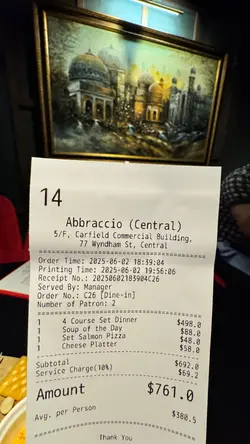 14
Abbraccio (Central)
5/F, Carfield Commercial Building,
77 Wyndham St, Central
Order Time: 2025-06-02 18:39:04
Printing Time: 2025-06-02 19:56:06
Receipt No.: 20250602183904C26
Served By: Manager
Order No.: C26 [Dine-in]
Number of Patron: 2
1 4 Course Set Dinner $498.0
1 Soup of the Day $88.0
1 Set Salmon Pizza $48.0
1 Cheese Platter $58.0
Subtotal $692.0
Service Charge(10%) $69.2
Amount $761.0
Avg. per Person $380.5
Thank You